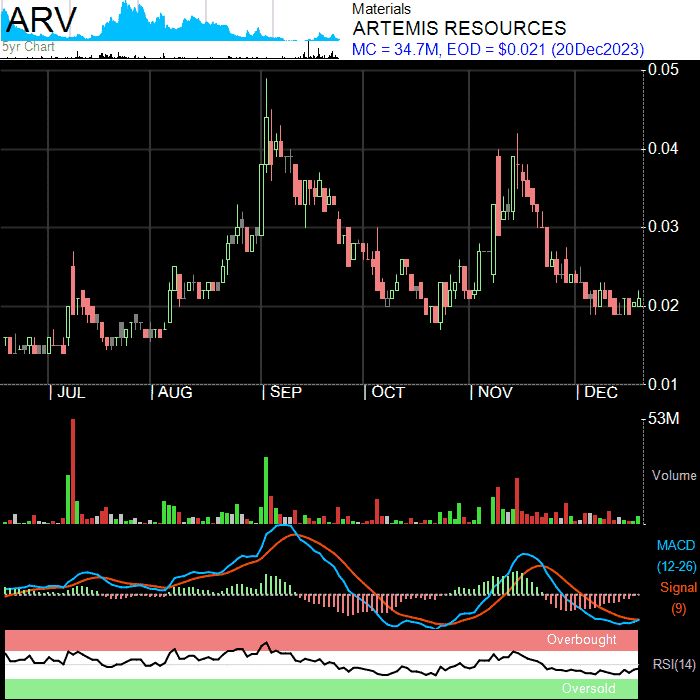 ARV
5yr Chart
Materials
ARTEMIS RESOURCES
MC = 34.7M, EOD = $0.021 (20Dec2023)
0.05
0.04
0.03
0.02
0.01
JUL AUG SEP OCT NOV DEC
53M
Volume
MACD
(12-26)
Signal
(9)
Overbought
RSI(14)
Oversold